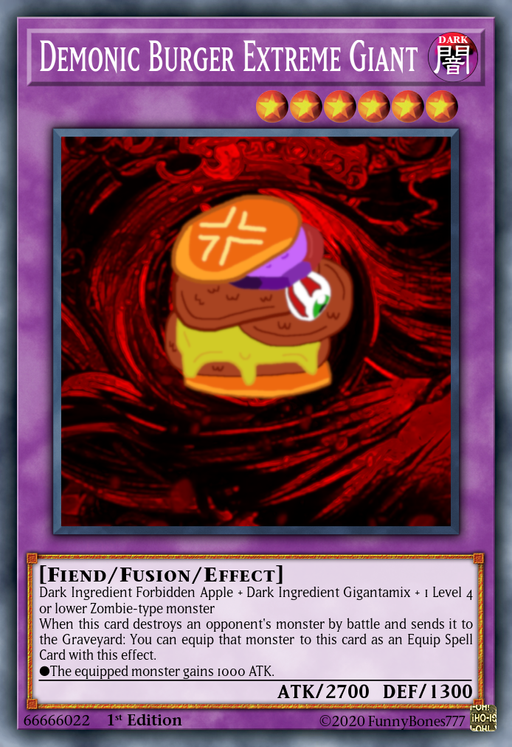 Demonic Burger Extreme Giant
DARK
闇
[Fiend/Fusion/Effect]
Dark Ingredient Forbidden Apple + Dark Ingredient Gigantamix + 1 Level 4
or lower Zombie-type monster
When this card destroys an opponent's monster by battle and sends it to
the Graveyard: You can equip that monster to this card as an Equip Spell
Card with this effect.
●The equipped monster gains 1000 ATK.
ATK/2700 DEF/1300
66666022 1st Edition ©2020 FunnyBones777